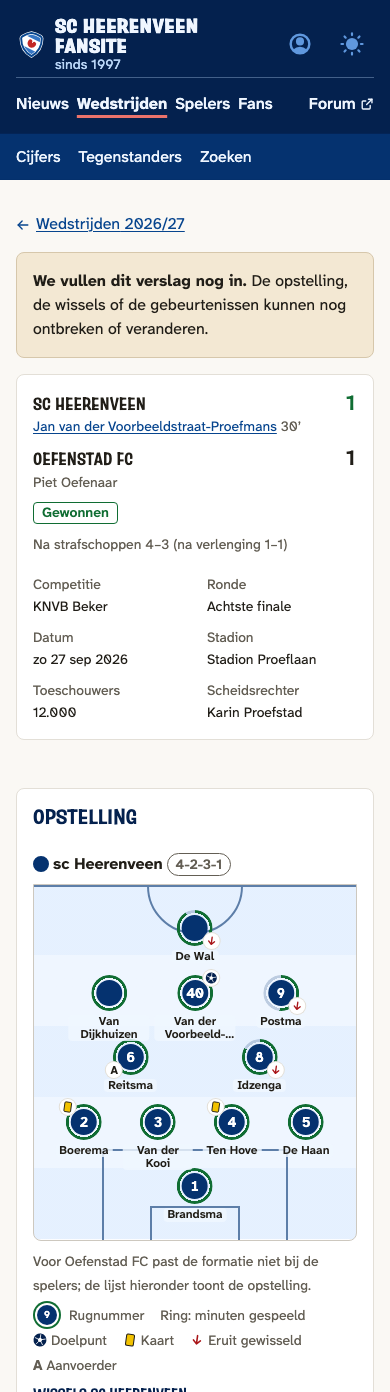 SC HEERENVEEN
FANSITE
sinds 1997
Nieuws Wedstrijden Spelers Fans Forum
Cijfers Tegenstanders Zoeken
← Wedstrijden 2026/27
We vullen dit verslag nog in. De opstelling,
de wissels of de gebeurtenissen kunnen nog
ontbreken of veranderen.
SC HEERENVEEN 1
Jan van der Voorbeeldstraat-Proefmans 30'
OEFENSTAD FC 1
Piet Oefenaar
Gewonnen
Na strafschoppen 4–3 (na verlenging 1–1)
Competitie Ronde
KNVB Beker Achtste finale
Datum Stadion
zo 27 sep 2026 Stadion Proeflaan
Toeschouwers Scheidsrechter
12.000 Karin Proefstad
OPSTELLING
sc Heerenveen 4-2-3-1
De Wal
40 9
Van Dijkhuizen
Van der Voorbeeld-…
Postma
6 8
A
Reitsma Idzenga
2 3 4 5
Boerema
Van der Kooi
Ten Hove
De Haan
1
Brandsma
Voor Oefenstad FC past de formatie niet bij de
spelers; de lijst hieronder toont de opstelling.
9 Rugnummer Ring: minuten gespeeld
Doelpunt Kaart Eruit gewisseld
A Aanvoerder
WISSELS SC HEERENVEEN